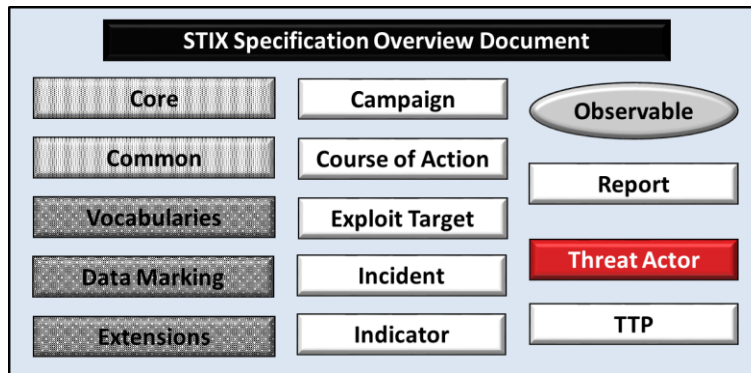 STIX Specification Overview Document
Core
Common
Vocabularies
Data Marking
Extensions
Campaign
Course of Action
Exploit Target
Incident
Indicator
Observable
Report
Threat Actor
TTP